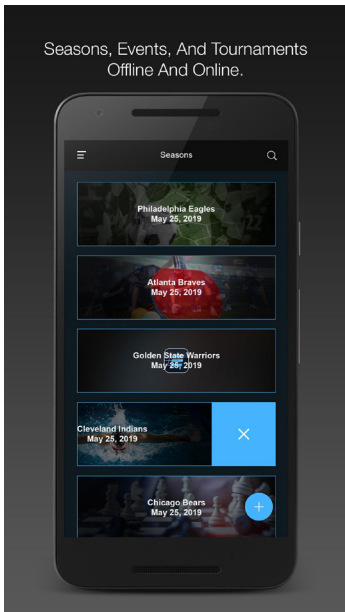 Seasons, Events, And Tournaments
Offline And Online.
Seasons
Philadelphia Eagles
May 25, 2019
Atlanta Braves
May 25, 2019
Golden State Warriors
May 25, 2019
Cleveland Indians
May 25, 2019
Chicago Bears
May 25, 2019